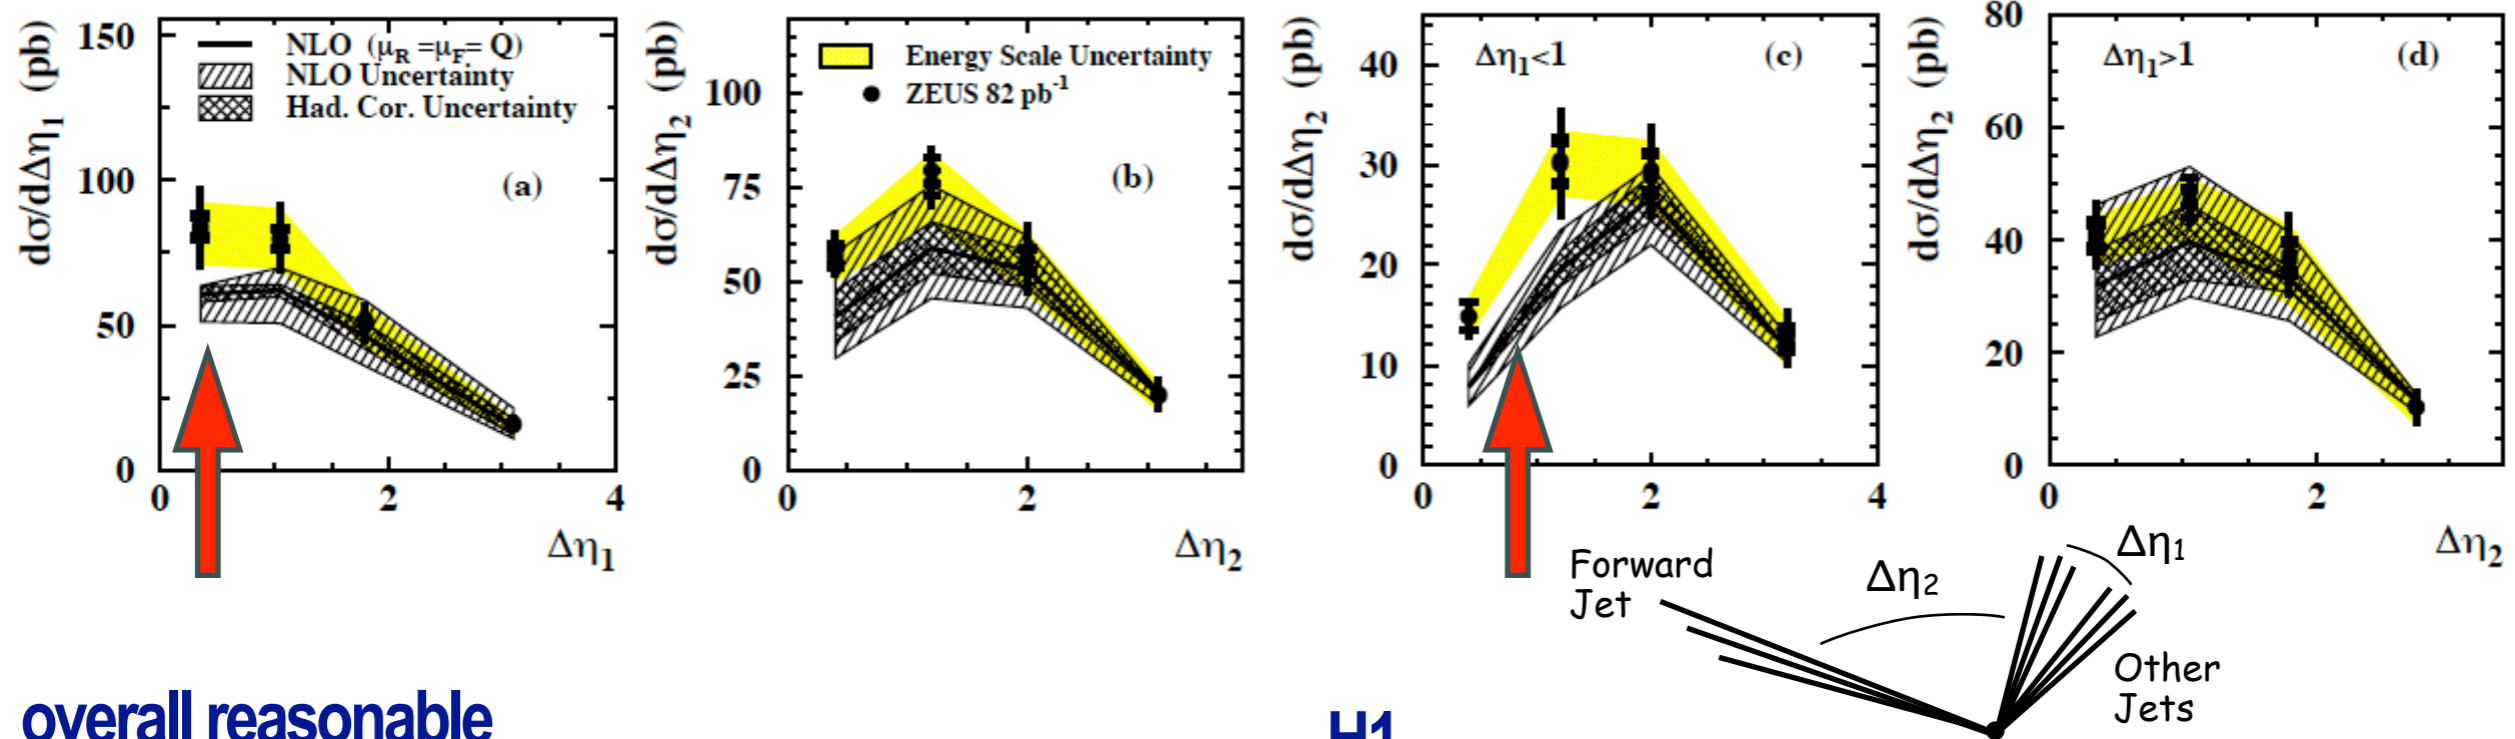 dσ/dΔη₁ (pb)
150
100
50
0
0
2
4
Δη₁
NLO (μR =μF= Q)
NLO Uncertainty
Had. Cor. Uncertainty
(a)
dσ/dΔη₂ (pb)
100
75
50
25
0
0
2
Δη₂
Energy Scale Uncertainty
ZEUS 82 pb⁻¹
(b)
dσ/dΔη₂ (pb)
40
30
20
10
0
0
2
4
Δη₁<1
(c)
dσ/dΔη₂ (pb)
80
60
40
20
0
0
2
Δη₂
Δη₁>1
(d)
Forward
Jet
Δη₂
Δη₁
Other
Jets
overall reasonable
H1